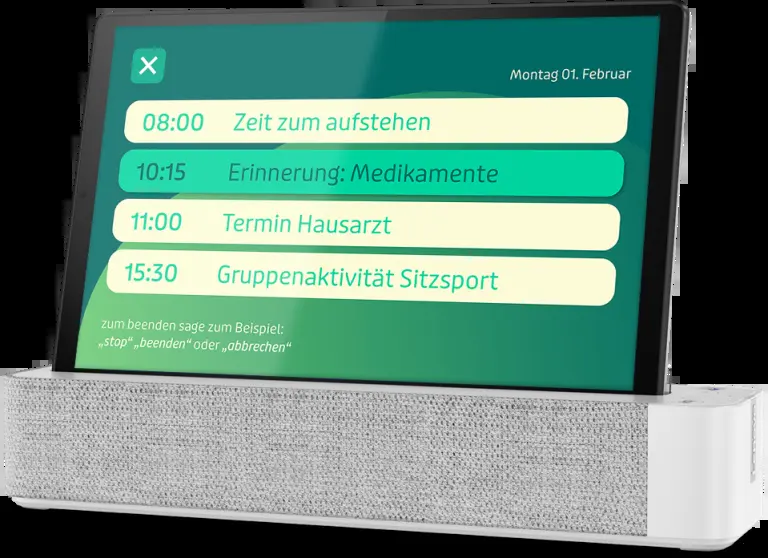 Montag 01. Februar
08:00 Zeit zum aufstehen
10:15 Erinnerung: Medikamente
11:00 Termin Hausarzt
15:30 Gruppenaktivität Sitzsport
zum beenden sage zum Beispiel:
„stop“ „beenden“ oder „abbrechen“